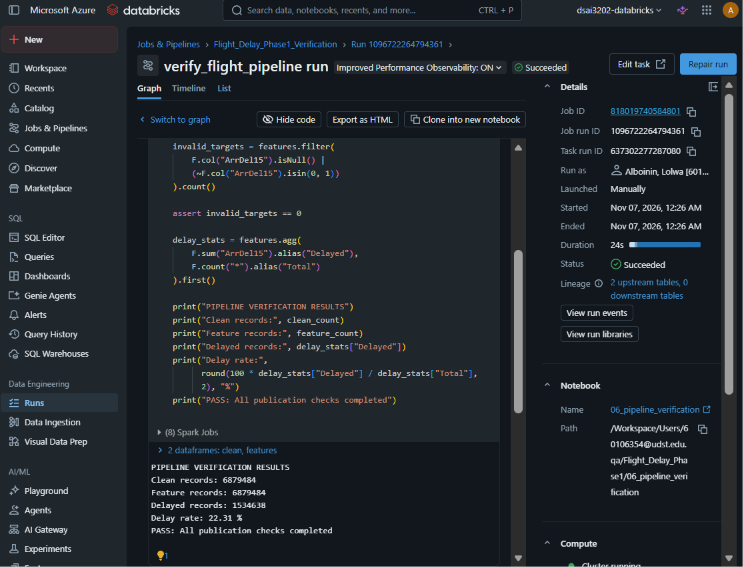 Microsoft Azure
databricks
Search data, notebooks, recents, and more...
CTRL + P
dsai3202-databricks
A
New
Workspace
Recents
Catalog
Jobs & Pipelines
Compute
Discover
Marketplace
SQL
SQL Editor
Queries
Dashboards
Genie Agents
Alerts
Query History
SQL Warehouses
Data Engineering
Runs
Data Ingestion
Visual Data Prep
AI/ML
Playground
Agents
AI Gateway
Experiments
Jobs & Pipelines > Flight_Delay_Phase1_Verification > Run 1096722264794361 >
verify_flight_pipeline run
Improved Performance Observability: ON
Succeeded
Edit task
Repair run
Graph
Timeline
List
Switch to graph
Hide code
Export as HTML
Clone into new notebook
invalid_targets = features.filter(
F.col("ArrDel15").isNull() |
(~F.col("ArrDel15").isin(0, 1))
).count()
assert invalid_targets == 0
delay_stats = features.agg(
F.sum("ArrDel15").alias("Delayed"),
F.count("*").alias("Total")
).first()
print("PIPELINE VERIFICATION RESULTS")
print("Clean records:", clean_count)
print("Feature records:", feature_count)
print("Delayed records:", delay_stats["Delayed"])
print("Delay rate:",
round(100 * delay_stats["Delayed"] / delay_stats["Total"],
2), "%")
print("PASS: All publication checks completed")
(8) Spark Jobs
2 dataframes: clean, features
PIPELINE VERIFICATION RESULTS
Clean records: 6879484
Feature records: 6879484
Delayed records: 1534638
Delay rate: 22.31 %
PASS: All publication checks completed
1
Details
Job ID 818019740584801
Job run ID 1096722264794361
Task run ID 637302277287080
Run as Alboinin, Lolwa [601...
Launched Manually
Started Nov 07, 2026, 12:26 AM
Ended Nov 07, 2026, 12:26 AM
Duration 24s
Status Succeeded
Lineage 2 upstream tables, 0
downstream tables
View run events
View run libraries
Notebook
Name 06_pipeline_verification
Path /Workspace/Users/6
0106354@udst.edu.
qa/Flight_Delay_Pha
se1/06_pipeline_veri
fication
Compute
Cluster running